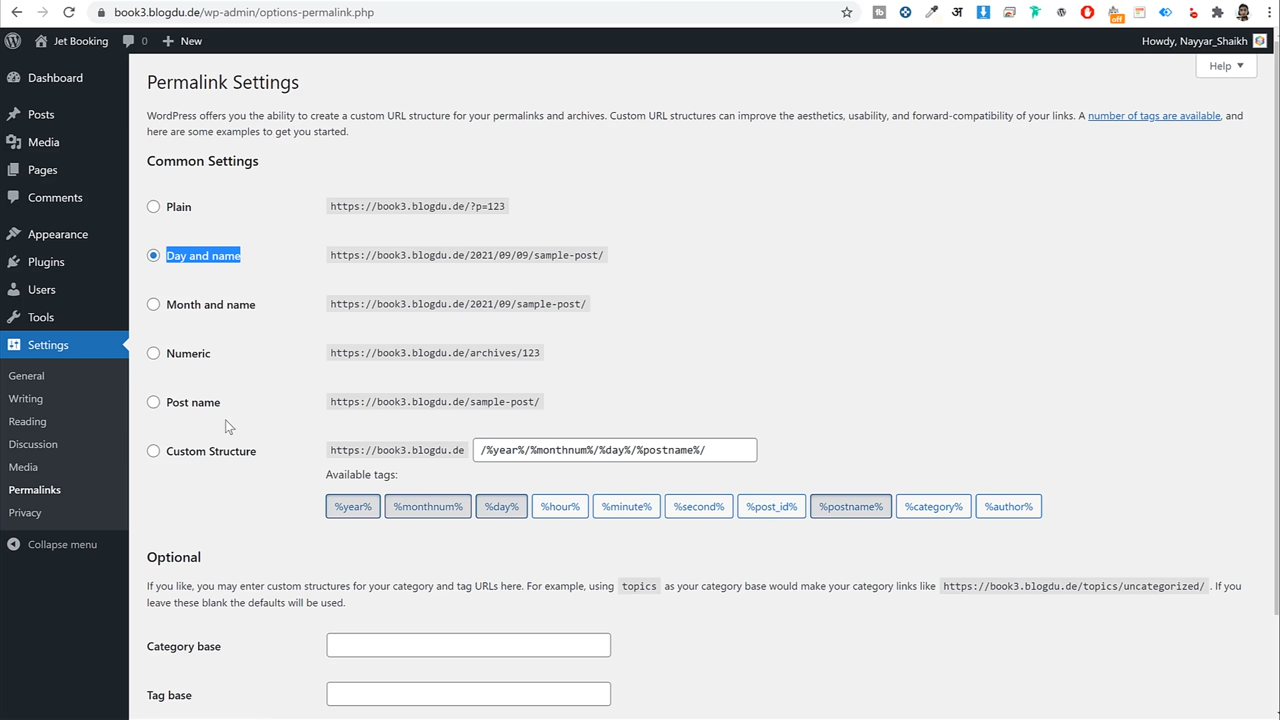 book3.blogdu.de/wp-admin/options-permalink.php
off
Jet Booking
0
New
Howdy, Nayyar_Shaikh
Help
Dashboard
Posts
Media
Pages
Comments
Appearance
Plugins
Users
Tools
Settings
General
Writing
Reading
Discussion
Media
Permalinks
Privacy
Collapse menu
Permalink Settings
WordPress offers you the ability to create a custom URL structure for your permalinks and archives. Custom URL structures can improve the aesthetics, usability, and forward-compatibility of your links. A number of tags are available, and
here are some examples to get you started.
Common Settings
Plain https://book3.blogdu.de/?p=123
Day and name https://book3.blogdu.de/2021/09/09/sample-post/
Month and name https://book3.blogdu.de/2021/09/sample-post/
Numeric https://book3.blogdu.de/archives/123
Post name https://book3.blogdu.de/sample-post/
Custom Structure https://book3.blogdu.de /%year%/%monthnum%/%day%/%postname%/
Available tags:
%year% %monthnum% %day% %hour% %minute% %second% %post_id% %postname% %category% %author%
Optional
If you like, you may enter custom structures for your category and tag URLs here. For example, using topics as your category base would make your category links like https://book3.blogdu.de/topics/uncategorized/ . If you
leave these blank the defaults will be used.
Category base
Tag base